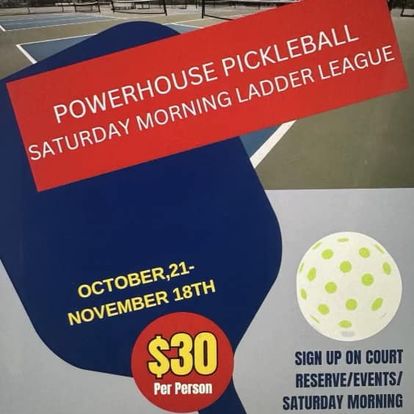 POWERHOUSE PICKLEBALL
SATURDAY MORNING LADDER LEAGUE
OCTOBER,21-
NOVEMBER 18TH
$30
Per Person
SIGN UP ON COURT
RESERVE/EVENTS/
SATURDAY MORNING